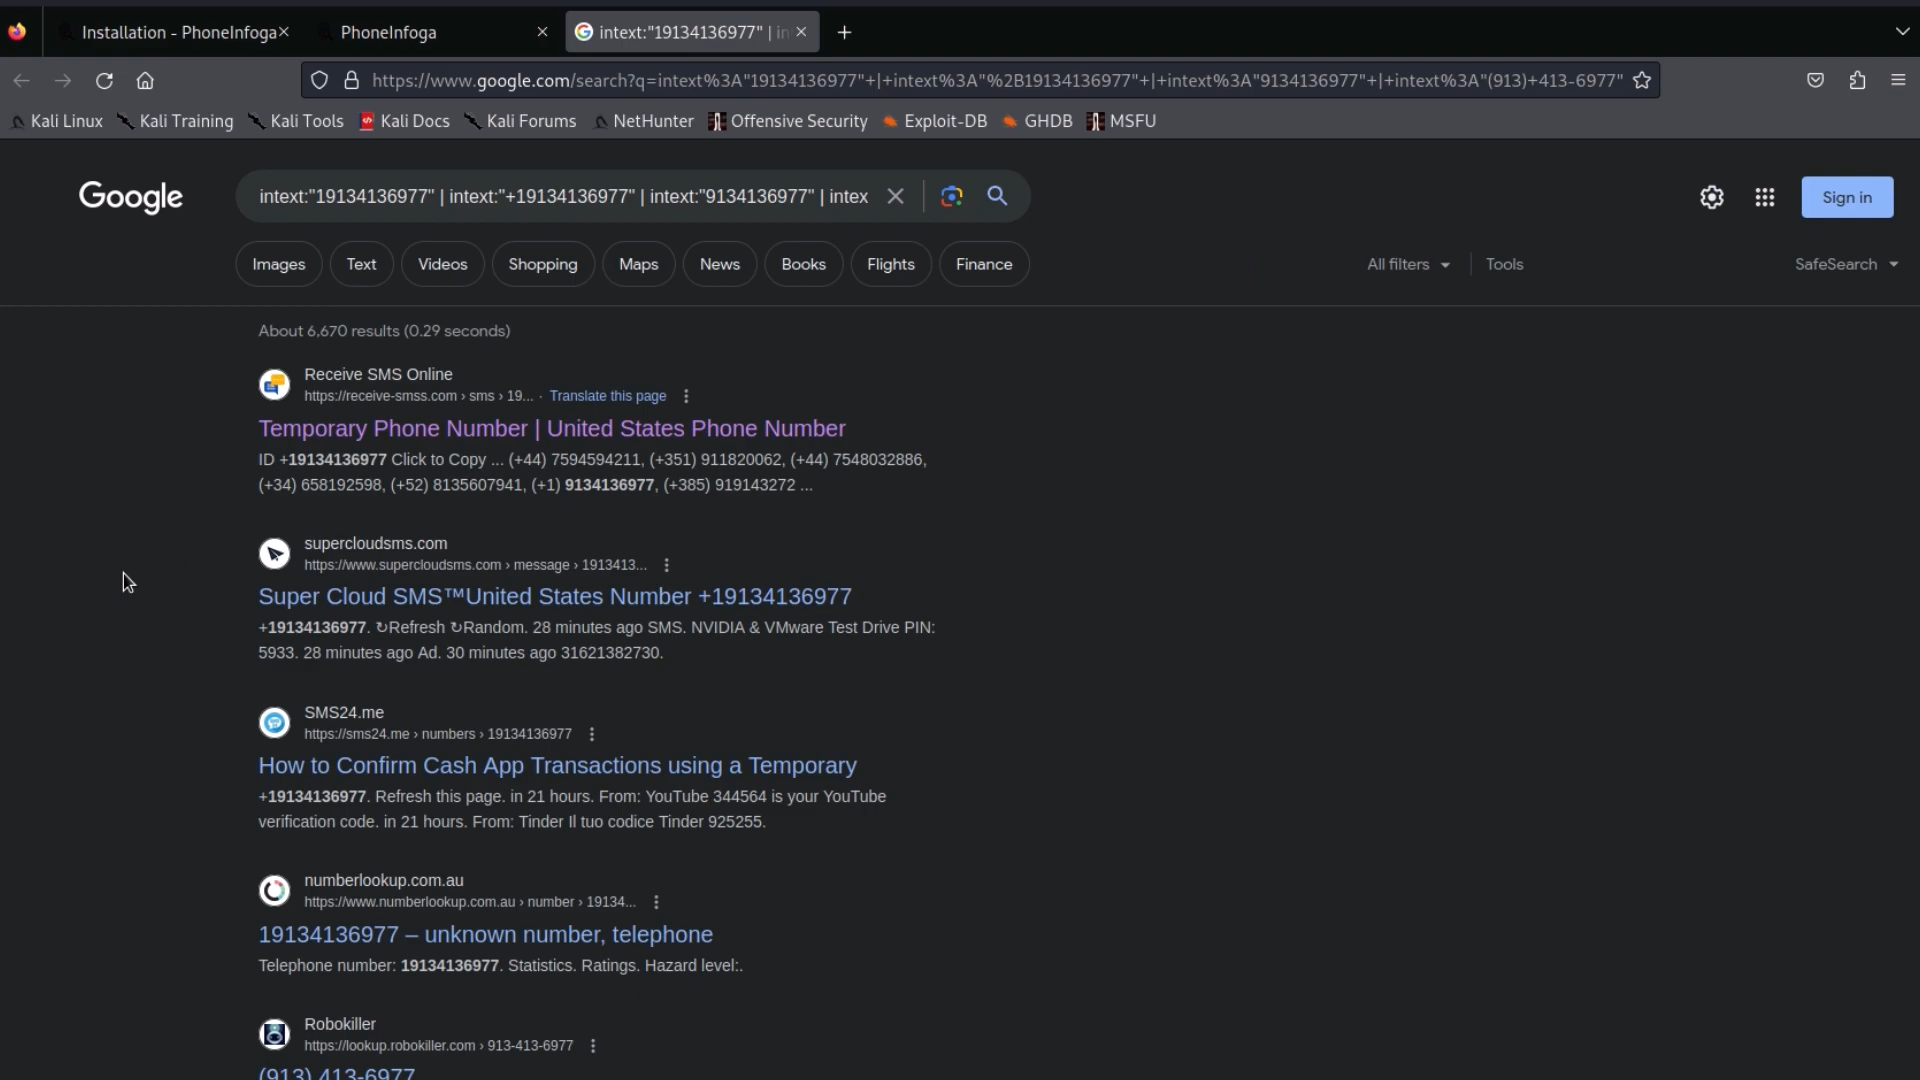 Installation - PhoneInfoga
PhoneInfoga
intext:"19134136977" | in
https://www.google.com/search?q=intext%3A"19134136977"+|+intext%3A"%2B19134136977"+|+intext%3A"9134136977"+|+intext%3A"(913)+413-6977"
Kali Linux Kali Training Kali Tools Kali Docs Kali Forums NetHunter Offensive Security Exploit-DB GHDB MSFU
Google
intext:"19134136977" | intext:"+19134136977" | intext:"9134136977" | intex
Sign in
Images Text Videos Shopping Maps News Books Flights Finance
All filters Tools SafeSearch
About 6,670 results (0.29 seconds)
Receive SMS Online
https://receive-smss.com › sms › 19... · Translate this page
Temporary Phone Number | United States Phone Number
ID +19134136977 Click to Copy ... (+44) 7594594211, (+351) 911820062, (+44) 7548032886,
(+34) 658192598, (+52) 8135607941, (+1) 9134136977, (+385) 919143272 ...
supercloudsms.com
https://www.supercloudsms.com › message › 1913413...
Super Cloud SMS™United States Number +19134136977
+19134136977. ↻Refresh ↻Random. 28 minutes ago SMS. NVIDIA & VMware Test Drive PIN:
5933. 28 minutes ago Ad. 30 minutes ago 31621382730.
SMS24.me
https://sms24.me › numbers › 19134136977
How to Confirm Cash App Transactions using a Temporary
+19134136977. Refresh this page. in 21 hours. From: YouTube 344564 is your YouTube
verification code. in 21 hours. From: Tinder Il tuo codice Tinder 925255.
numberlookup.com.au
https://www.numberlookup.com.au › number › 19134...
19134136977 – unknown number, telephone
Telephone number: 19134136977. Statistics. Ratings. Hazard level:.
Robokiller
https://lookup.robokiller.com › 913-413-6977
(913) 413-6977